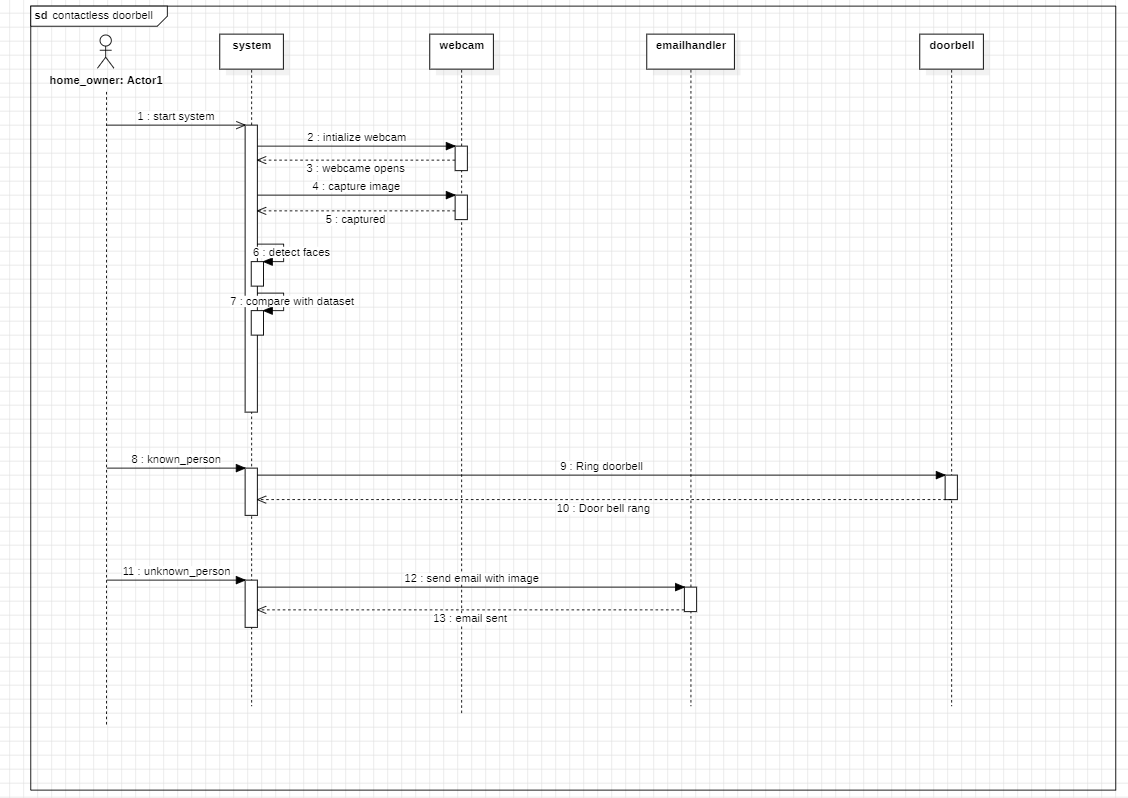 sd contactless doorbell
system
webcam
emailhandler
doorbell
home_owner: Actor1
1 : start system
2 : intialize webcam
3 : webcame opens
4 : capture image
5 : captured
6 : detect faces
7 : compare with dataset
8 : known_person
9 : Ring doorbell
10 : Door bell rang
11 : unknown_person
12 : send email with image
13 : email sent